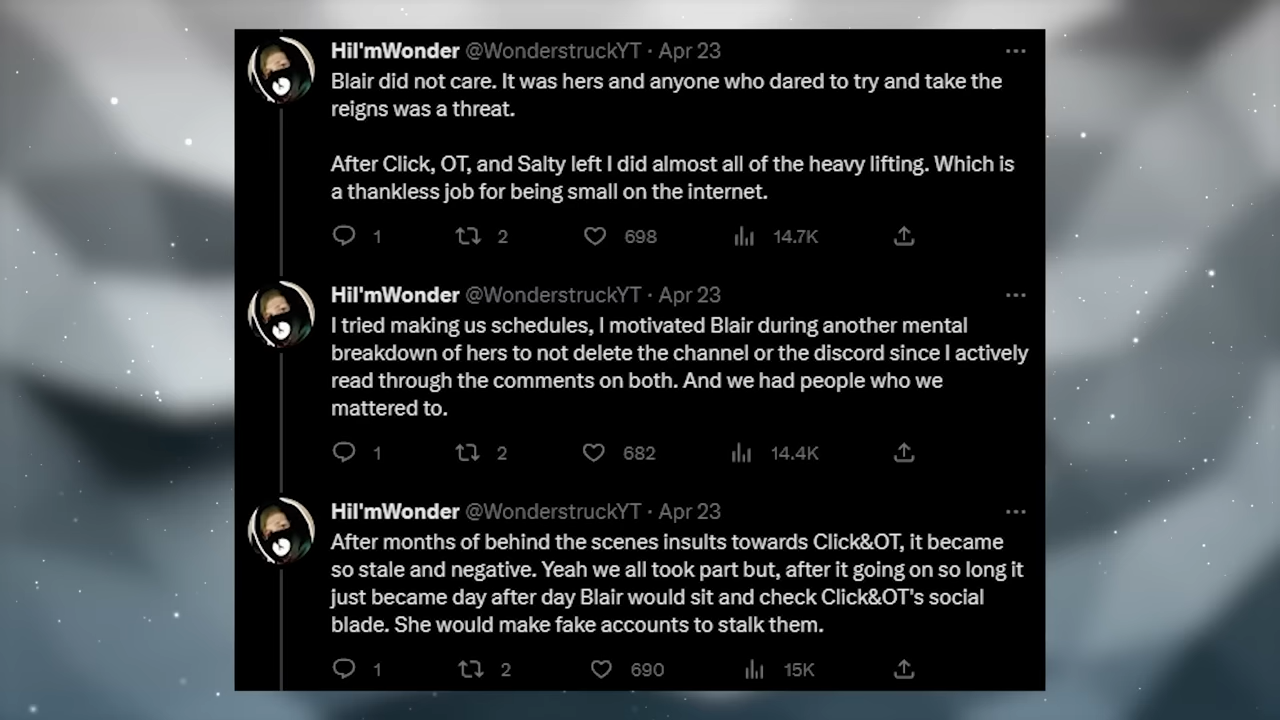 HiI'mWonder @WonderstruckYT · Apr 23
Blair did not care. It was hers and anyone who dared to try and take the
reigns was a threat.
After Click, OT, and Salty left I did almost all of the heavy lifting. Which is
a thankless job for being small on the internet.
1 2 698 14.7K
HiI'mWonder @WonderstruckYT · Apr 23
I tried making us schedules, I motivated Blair during another mental
breakdown of hers to not delete the channel or the discord since I actively
read through the comments on both. And we had people who we
mattered to.
1 2 682 14.4K
HiI'mWonder @WonderstruckYT · Apr 23
After months of behind the scenes insults towards Click&OT, it became
so stale and negative. Yeah we all took part but, after it going on so long it
just became day after day Blair would sit and check Click&OT's social
blade. She would make fake accounts to stalk them.
1 2 690 15K